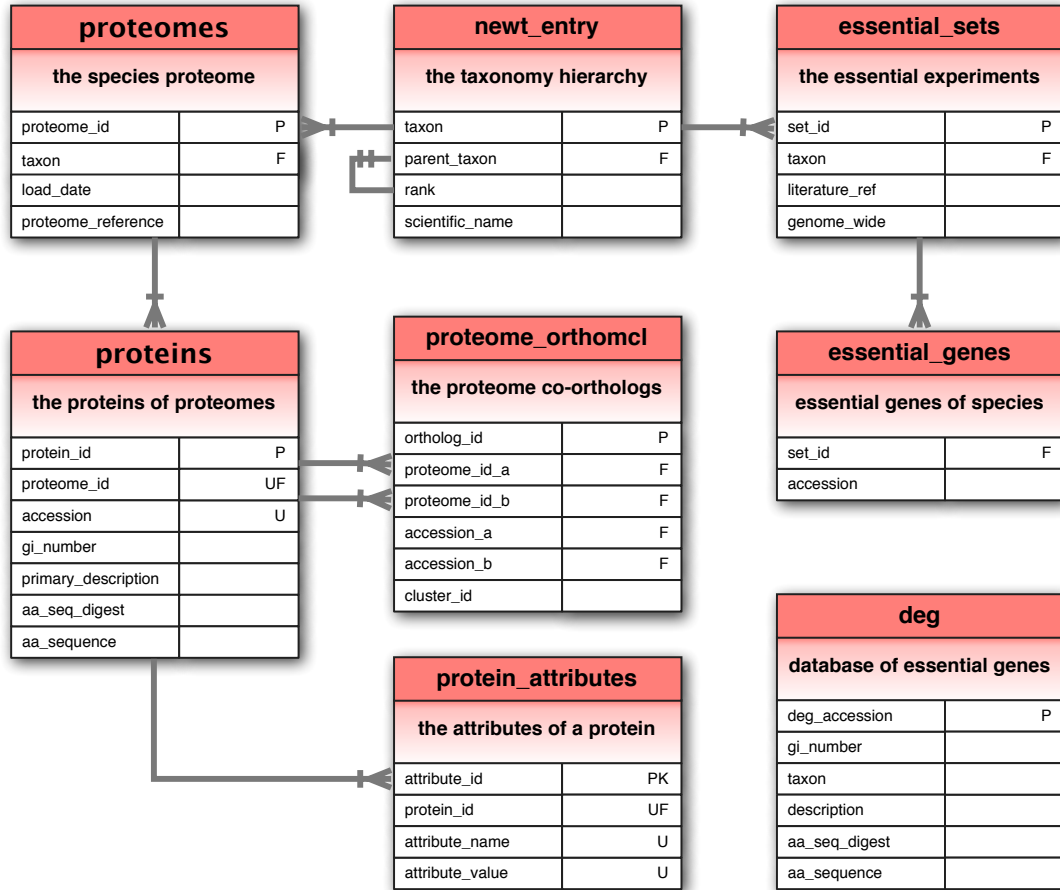 proteomes
the species proteome
proteome_id P
taxon F
load_date
proteome_reference
newt_entry
the taxonomy hierarchy
taxon P
parent_taxon F
rank
scientific_name
essential_sets
the essential experiments
set_id P
taxon F
literature_ref
genome_wide
proteins
the proteins of proteomes
protein_id P
proteome_id UF
accession U
gi_number
primary_description
aa_seq_digest
aa_sequence
proteome_orthomcl
the proteome co-orthologs
ortholog_id P
proteome_id_a F
proteome_id_b F
accession_a F
accession_b F
cluster_id
essential_genes
essential genes of species
set_id F
accession
protein_attributes
the attributes of a protein
attribute_id PK
protein_id UF
attribute_name U
attribute_value U
deg
database of essential genes
deg_accession P
gi_number
taxon
description
aa_seq_digest
aa_sequence